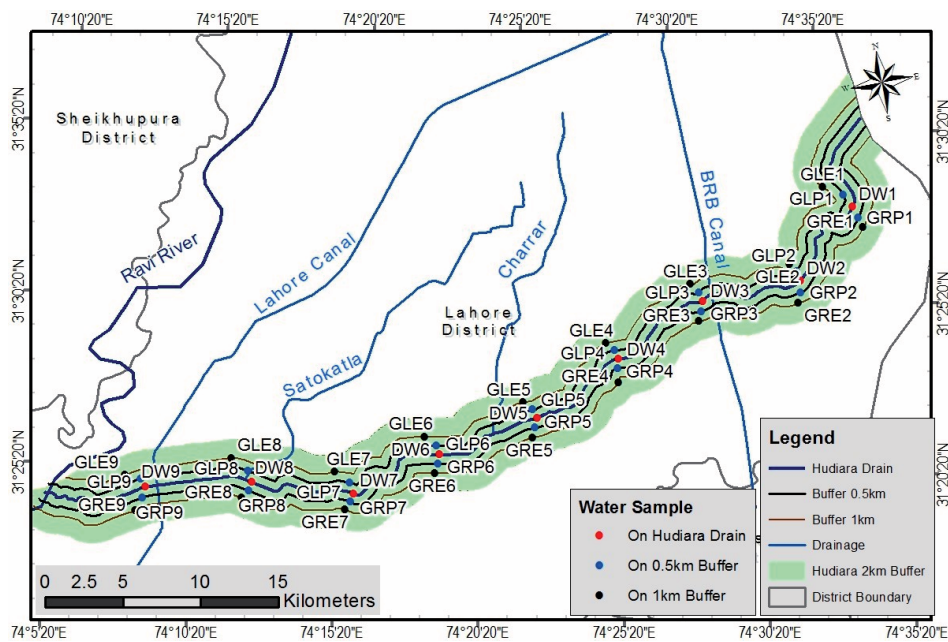 74°10'20"E 74°15'20"E 74°20'20"E 74°25'20"E 74°30'20"E 74°35'20"E
31°35'20"N
31°30'20"N
31°25'20"N
31°30'20"N
31°25'20"N
31°20'20"N
N
E
S
W
Sheikhupura
District
Ravi River
Lahore Canal
Satokatla
Charrar
Lahore
District
BRB Canal
GLE1
GLP1
DW1
GRE1
GRP1
GLP2
GLE2
DW2
GRP2
GRE2
GLE3
GLP3
DW3
GRE3
GRP3
GLE4
GLP4
DW4
GRE4
GRP4
GLE5
DW5
GLP5
GRP5
GRE5
GLE6
DW6
GLP6
GRP6
GRE6
GLE7
DW7
GLP7
GRP7
GRE7
GLE8
GLP8
DW8
GRE8
GRP8
GLE9
GLP9
DW9
GRE9
GRP9
0 2.5 5 10 15
Kilometers
Water Sample
On Hudiara Drain
On 0.5km Buffer
On 1km Buffer
Legend
Hudiara Drain
Buffer 0.5km
Buffer 1km
Drainage
Hudiara 2km Buffer
District Boundary
74°5'20"E 74°10'20"E 74°15'20"E 74°20'20"E 74°25'20"E 74°30'20"E 74°35'20"E